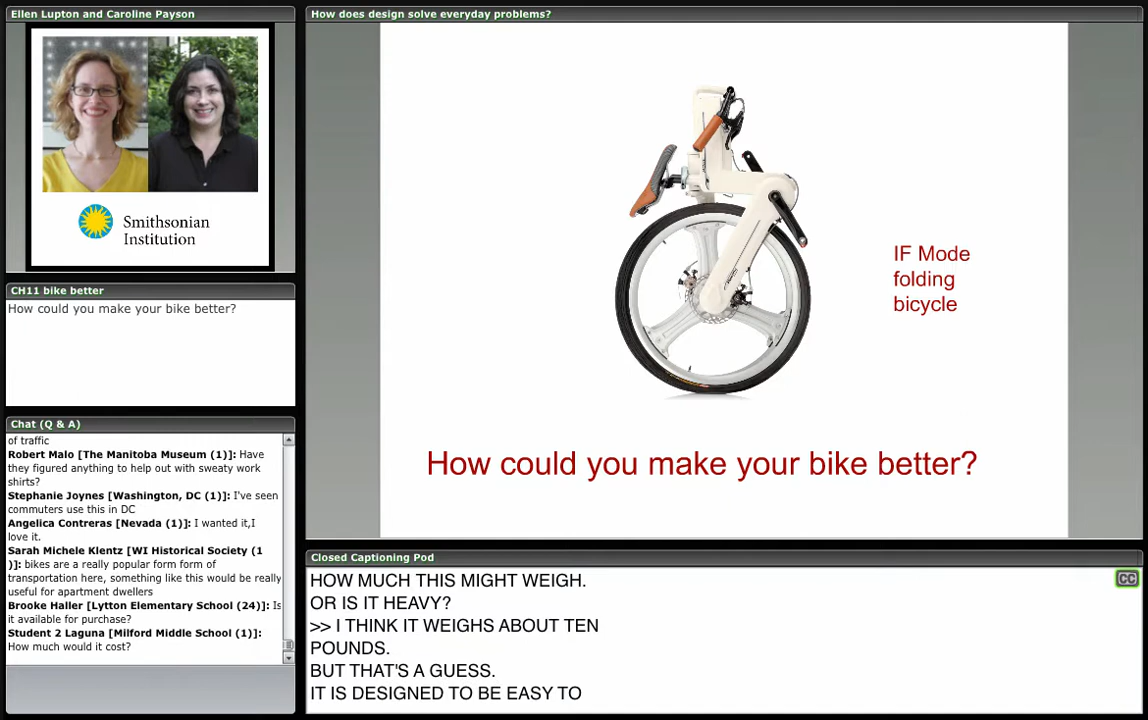 Ellen Lupton and Caroline Payson
Smithsonian
Institution
CH11 bike better
How could you make your bike better?
Chat (Q & A)
of traffic
Robert Malo [The Manitoba Museum (1)]: Have
they figured anything to help out with sweaty work
shirts?
Stephanie Joynes [Washington, DC (1)]: I've seen
commuters use this in DC
Angelica Contreras [Nevada (1)]: I wanted it,I
love it.
Sarah Michele Klentz [WI Historical Society (1
)]: bikes are a really popular form form of
transportation here, something like this would be really
useful for apartment dwellers
Brooke Haller [Lytton Elementary School (24)]: Is
it available for purchase?
Student 2 Laguna [Milford Middle School (1)]:
How much would it cost?
How does design solve everyday problems?
IF Mode
folding
bicycle
How could you make your bike better?
Closed Captioning Pod
HOW MUCH THIS MIGHT WEIGH.
OR IS IT HEAVY?
>> I THINK IT WEIGHS ABOUT TEN
POUNDS.
BUT THAT'S A GUESS.
IT IS DESIGNED TO BE EASY TO
CC